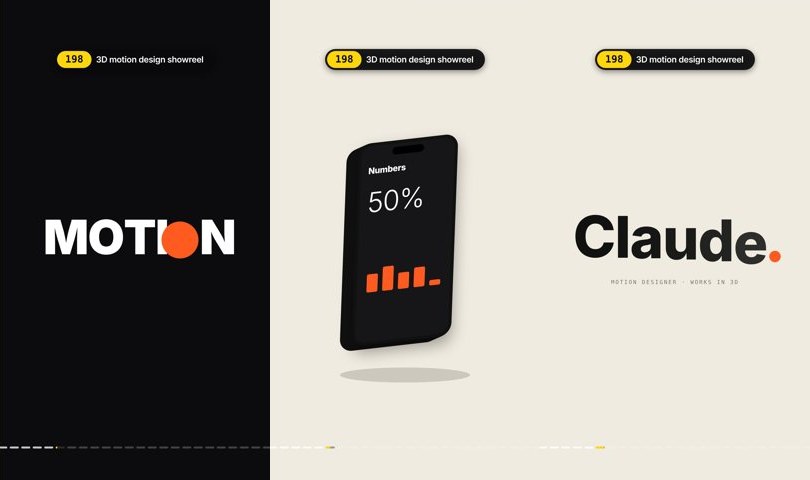 198 3D motion design showreel
MOTION
198 3D motion design showreel
Numbers
50%
198 3D motion design showreel
Claude.
MOTION DESIGNER · WORKS IN 3D